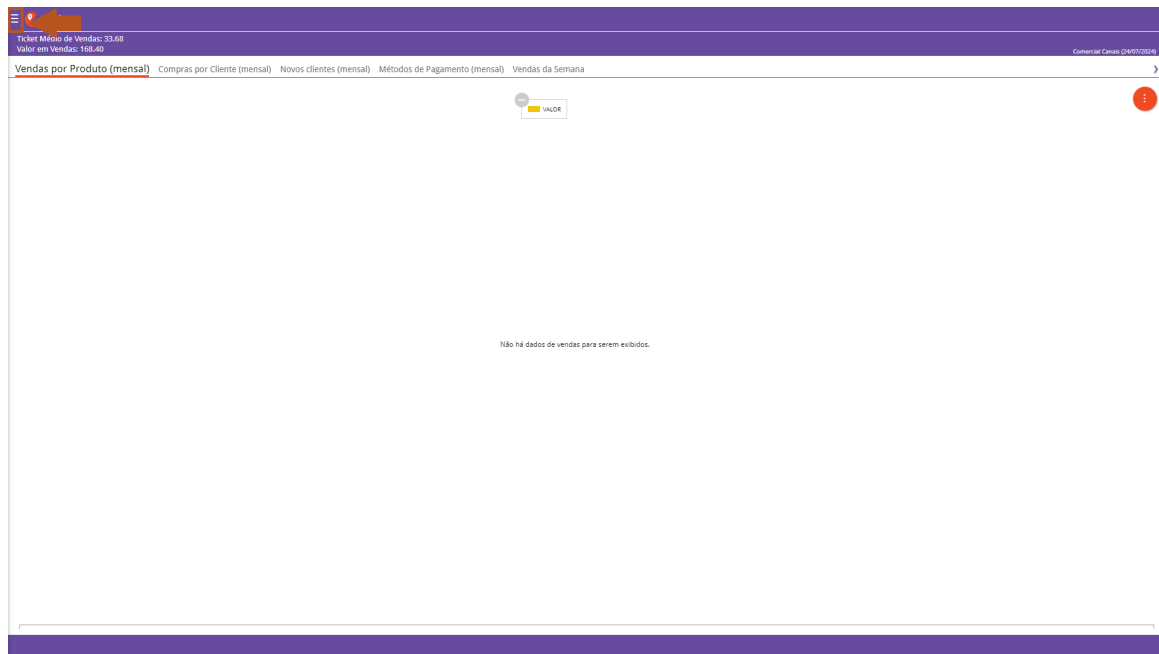 Ticket Médio de Vendas: 33.68
Valor em Vendas: 168.40
Comercial Canais (24/07/2024)
Vendas por Produto (mensal) Compras por Cliente (mensal) Novos clientes (mensal) Métodos de Pagamento (mensal) Vendas da Semana
VALOR
Não há dados de vendas para serem exibidos.